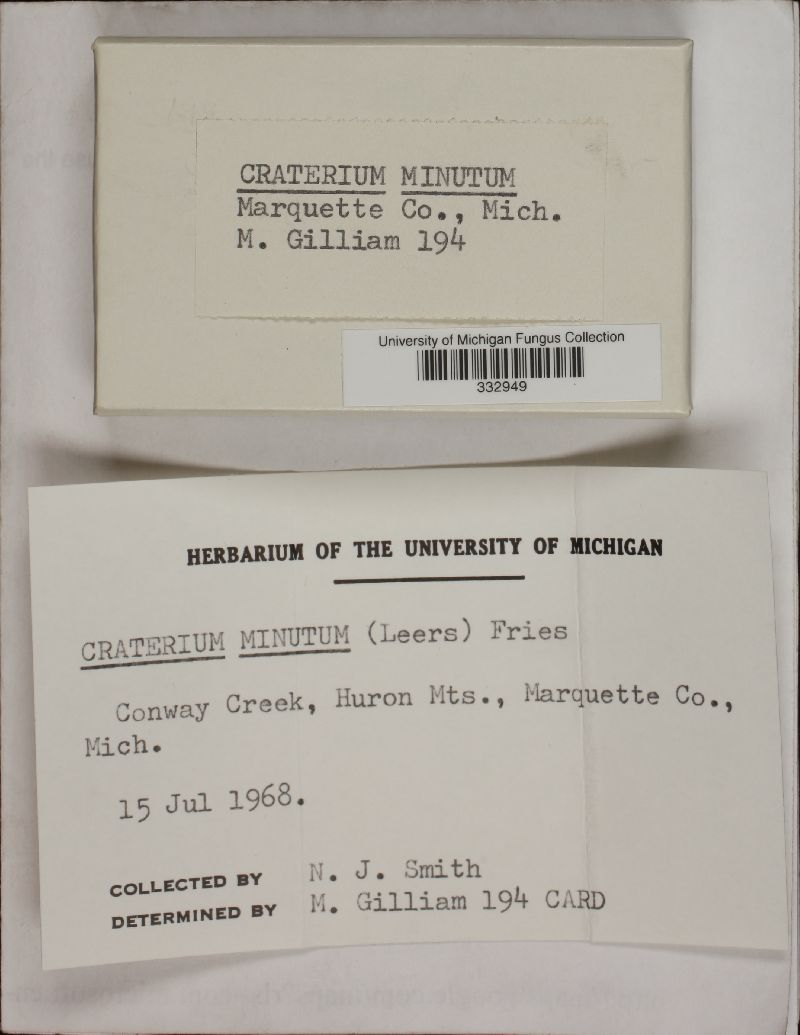 CRATERIUM MINUTUM
Marquette Co., Mich.
M. Gilliam 194
University of Michigan Fungus Collection
332949
HERBARIUM OF THE UNIVERSITY OF MICHIGAN
CRATERIUM MINUTUM (Leers) Fries
Conway Creek, Huron Mts., Marquette Co.,
Mich.
15 Jul 1968.
COLLECTED BY N. J. Smith
DETERMINED BY M. Gilliam 194 CARD